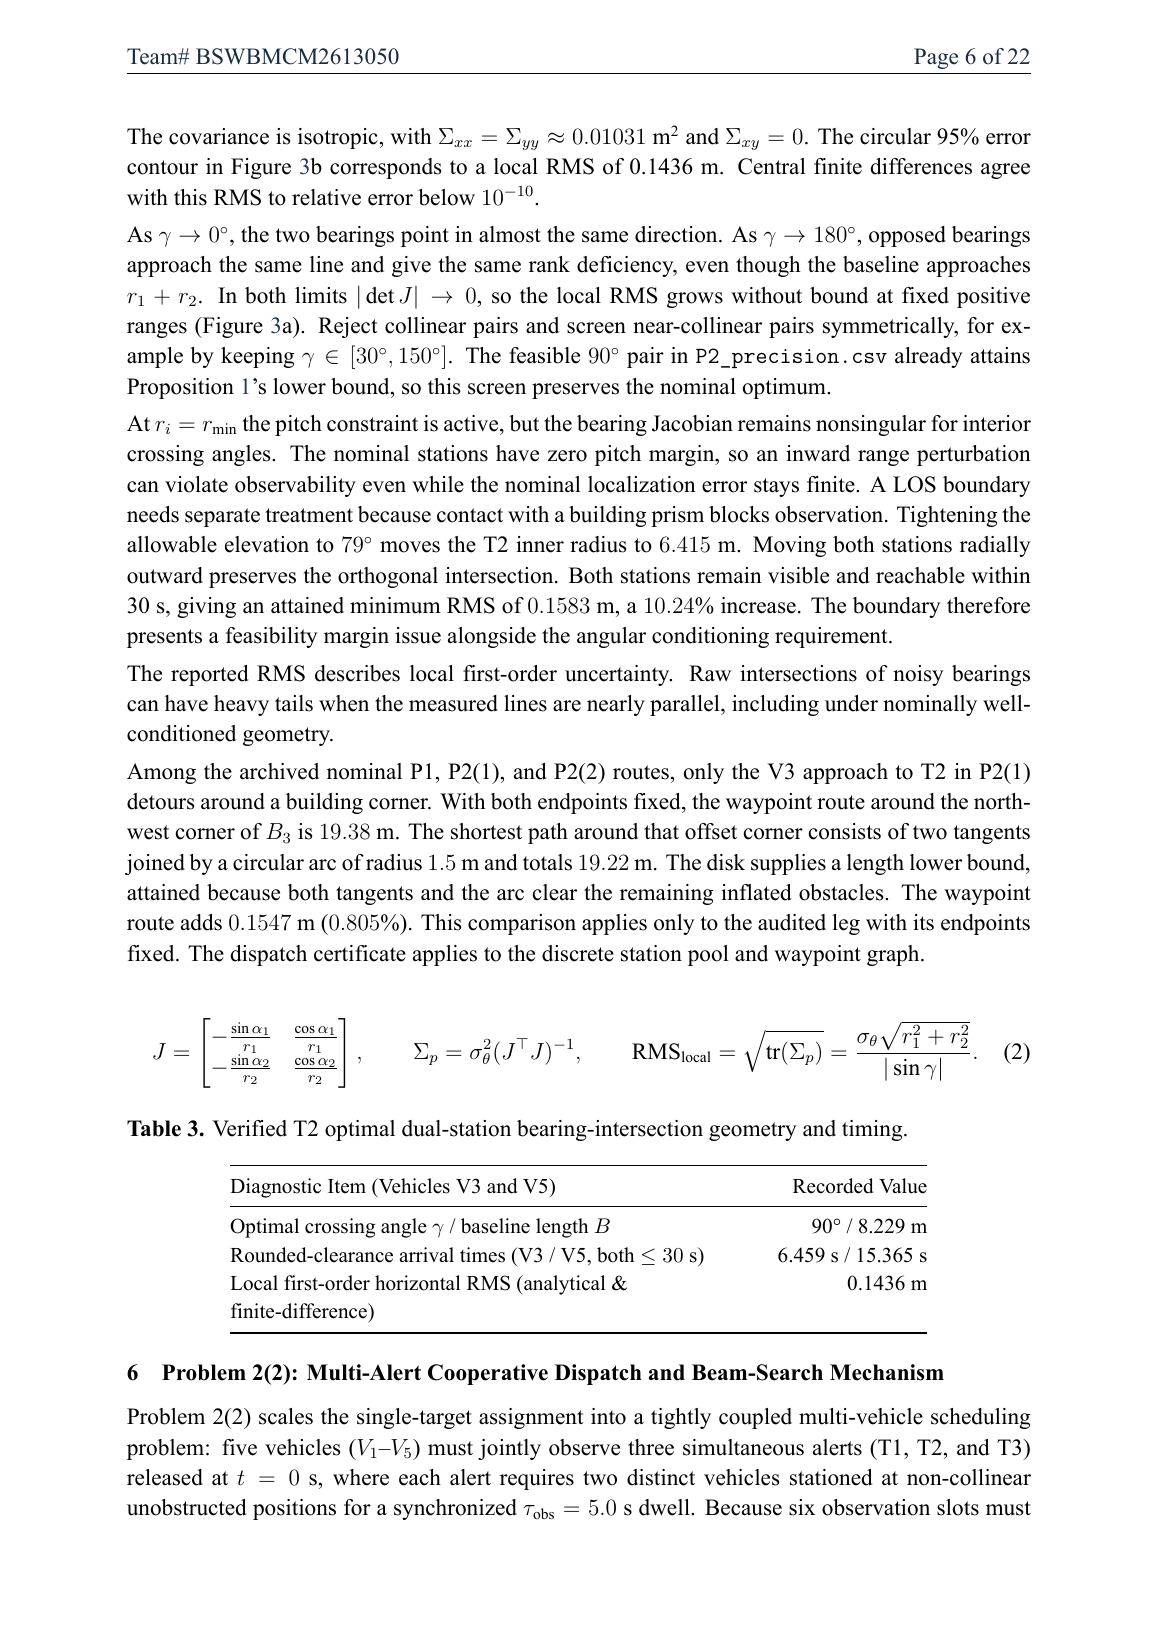 Team# BSWBMCM2613050 Page 6 of 22
The covariance is isotropic, with Σxx = Σyy ≈ 0.01031 m² and Σxy = 0. The circular 95% error
contour in Figure 3b corresponds to a local RMS of 0.1436 m. Central finite differences agree
with this RMS to relative error below 10⁻¹⁰.
As γ → 0°, the two bearings point in almost the same direction. As γ → 180°, opposed bearings
approach the same line and give the same rank deficiency, even though the baseline approaches
r₁ + r₂. In both limits | det J| → 0, so the local RMS grows without bound at fixed positive
ranges (Figure 3a). Reject collinear pairs and screen near-collinear pairs symmetrically, for ex-
ample by keeping γ ∈ [30°, 150°]. The feasible 90° pair in P2_precision.csv already attains
Proposition 1's lower bound, so this screen preserves the nominal optimum.
At rᵢ = r_min the pitch constraint is active, but the bearing Jacobian remains nonsingular for interior
crossing angles. The nominal stations have zero pitch margin, so an inward range perturbation
can violate observability even while the nominal localization error stays finite. A LOS boundary
needs separate treatment because contact with a building prism blocks observation. Tightening the
allowable elevation to 79° moves the T2 inner radius to 6.415 m. Moving both stations radially
outward preserves the orthogonal intersection. Both stations remain visible and reachable within
30 s, giving an attained minimum RMS of 0.1583 m, a 10.24% increase. The boundary therefore
presents a feasibility margin issue alongside the angular conditioning requirement.
The reported RMS describes local first-order uncertainty. Raw intersections of noisy bearings
can have heavy tails when the measured lines are nearly parallel, including under nominally well-
conditioned geometry.
Among the archived nominal P1, P2(1), and P2(2) routes, only the V3 approach to T2 in P2(1)
detours around a building corner. With both endpoints fixed, the waypoint route around the north-
west corner of B₃ is 19.38 m. The shortest path around that offset corner consists of two tangents
joined by a circular arc of radius 1.5 m and totals 19.22 m. The disk supplies a length lower bound,
attained because both tangents and the arc clear the remaining inflated obstacles. The waypoint
route adds 0.1547 m (0.805%). This comparison applies only to the audited leg with its endpoints
fixed. The dispatch certificate applies to the discrete station pool and waypoint graph.
J = [ −sin α₁/r₁ cos α₁/r₁ ; −sin α₂/r₂ cos α₂/r₂ ], Σₚ = σ_θ²(J⊤J)⁻¹, RMS_local = √tr(Σₚ) = σ_θ√(r₁² + r₂²) / | sin γ|. (2)
Table 3. Verified T2 optimal dual-station bearing-intersection geometry and timing.
Diagnostic Item (Vehicles V3 and V5) Recorded Value
Optimal crossing angle γ / baseline length B 90° / 8.229 m
Rounded-clearance arrival times (V3 / V5, both ≤ 30 s) 6.459 s / 15.365 s
Local first-order horizontal RMS (analytical & 0.1436 m
finite-difference)
6 Problem 2(2): Multi-Alert Cooperative Dispatch and Beam-Search Mechanism
Problem 2(2) scales the single-target assignment into a tightly coupled multi-vehicle scheduling
problem: five vehicles (V₁–V₅) must jointly observe three simultaneous alerts (T1, T2, and T3)
released at t = 0 s, where each alert requires two distinct vehicles stationed at non-collinear
unobstructed positions for a synchronized τ_obs = 5.0 s dwell. Because six observation slots must